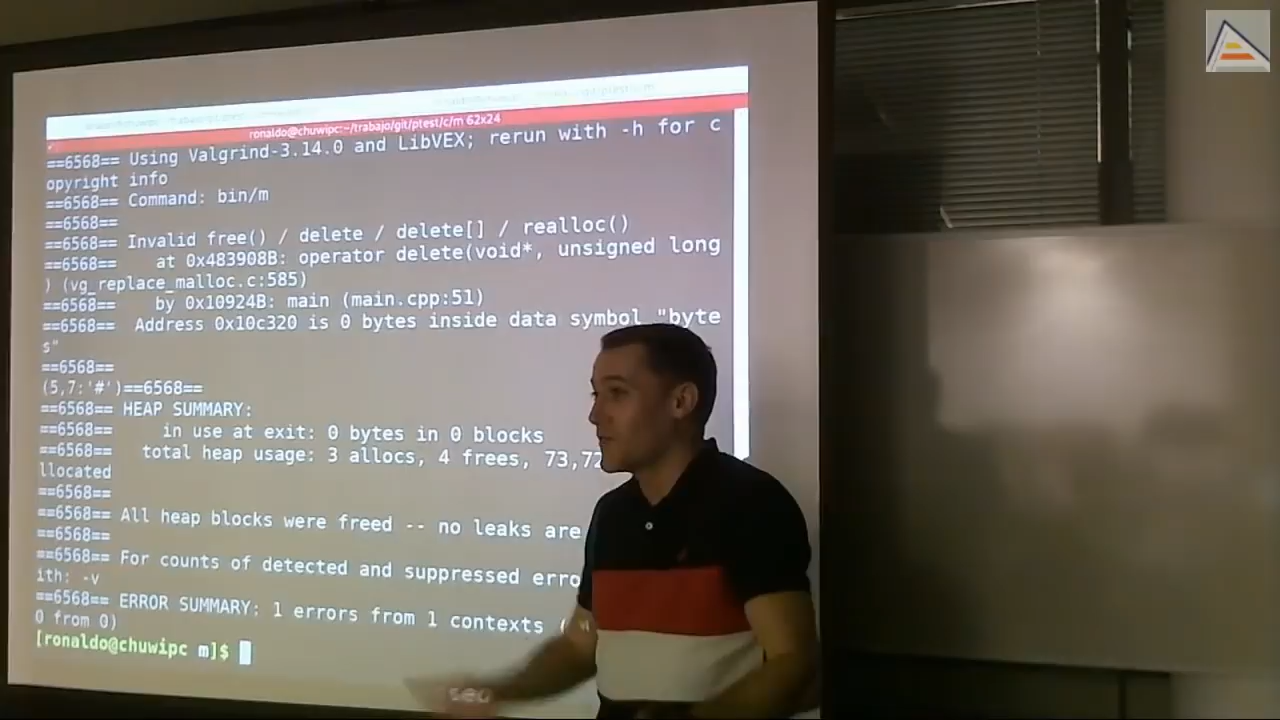 ronaldo@chuwipc:~/trabajo/git/ptest/c/m 62x24
==6568== Using Valgrind-3.14.0 and LibVEX; rerun with -h for c
opyright info
==6568== Command: bin/m
==6568==
==6568== Invalid free() / delete / delete[] / realloc()
==6568==    at 0x483908B: operator delete(void*, unsigned long
) (vg_replace_malloc.c:585)
==6568==    by 0x10924B: main (main.cpp:51)
==6568==  Address 0x10c320 is 0 bytes inside data symbol "byte
s"
==6568==
(5,7:'#')==6568==
==6568== HEAP SUMMARY:
==6568==     in use at exit: 0 bytes in 0 blocks
==6568==   total heap usage: 3 allocs, 4 frees, 73,72
llocated
==6568==
==6568== All heap blocks were freed -- no leaks are
==6568==
==6568== For counts of detected and suppressed erro
ith: -v
==6568== ERROR SUMMARY: 1 errors from 1 contexts (
0 from 0)
[ronaldo@chuwipc m]$